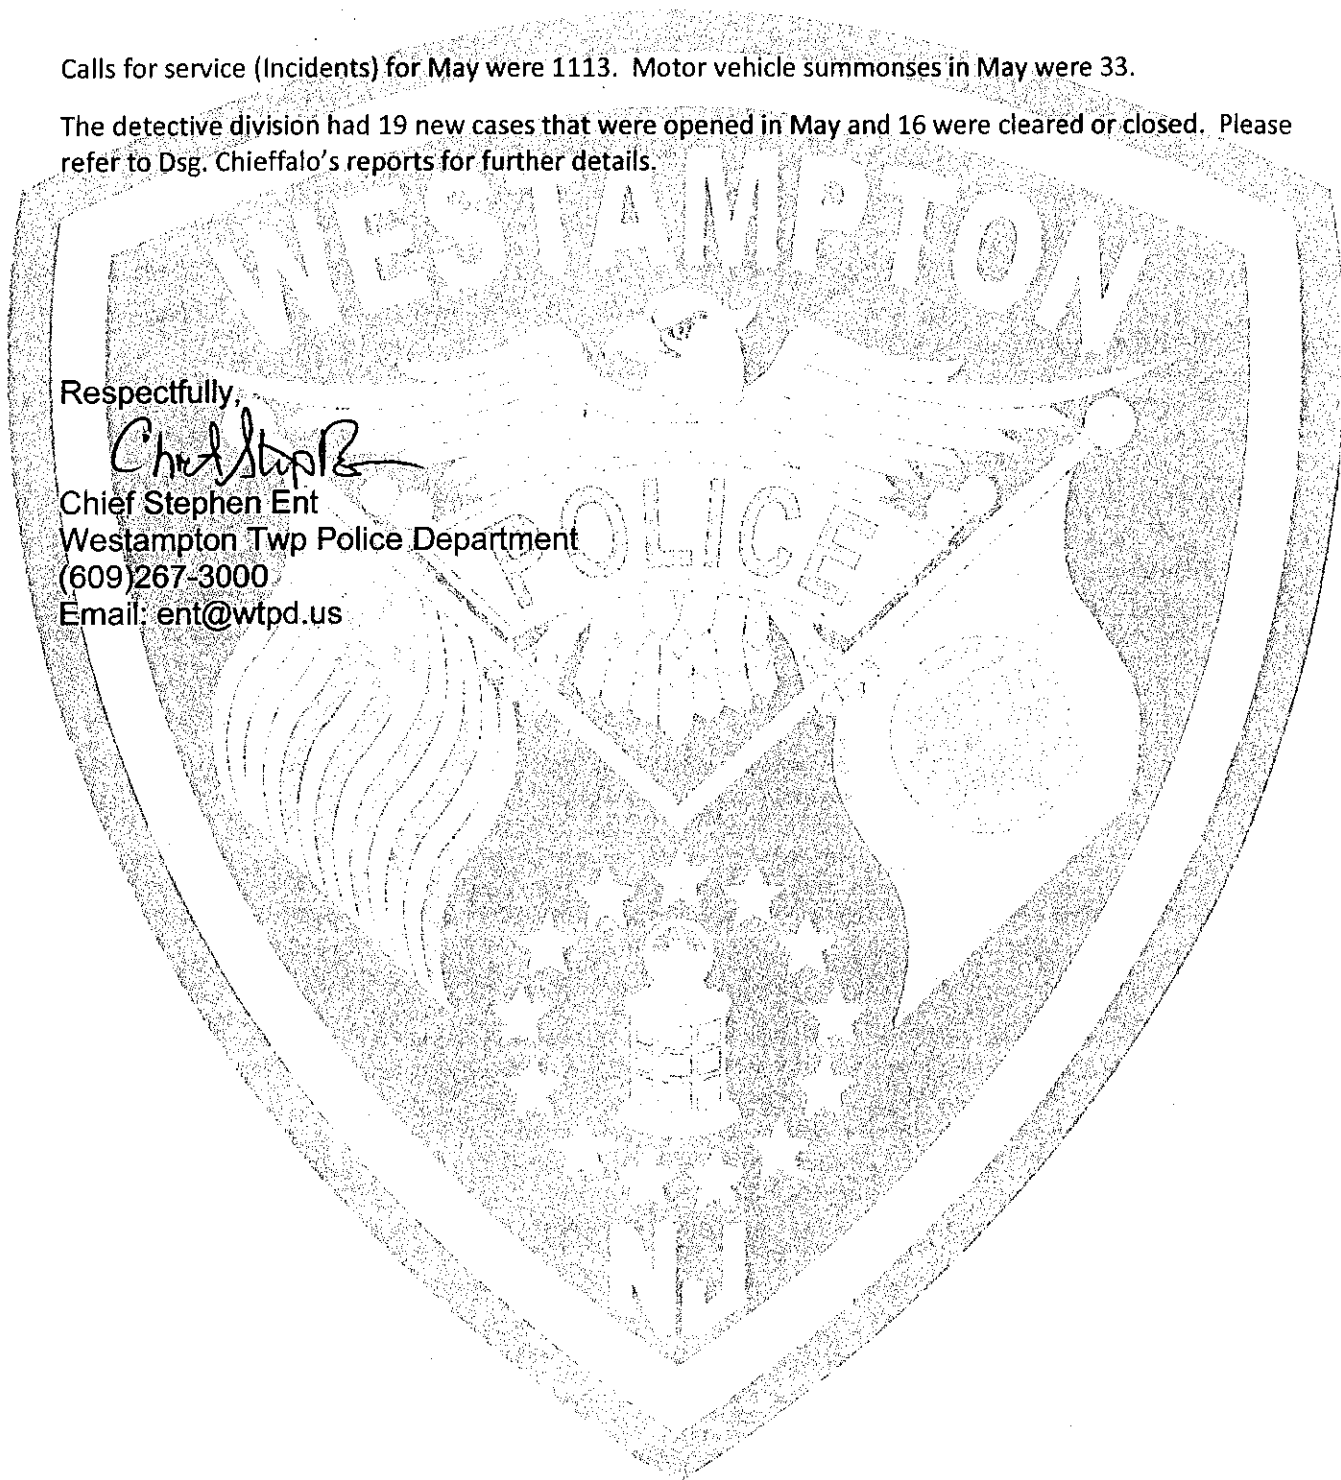 Calls for service (Incidents) for May were 1113.  Motor vehicle summonses in May were 33.
The detective division had 19 new cases that were opened in May and 16 were cleared or closed.  Please
refer to Dsg. Chieffalo's reports for further details.
WESTAMPTON
Respectfully,
Chief Stephen Ent
Westampton Twp Police Department
(609)267-3000
Email: ent@wtpd.us
POLICE
NJ